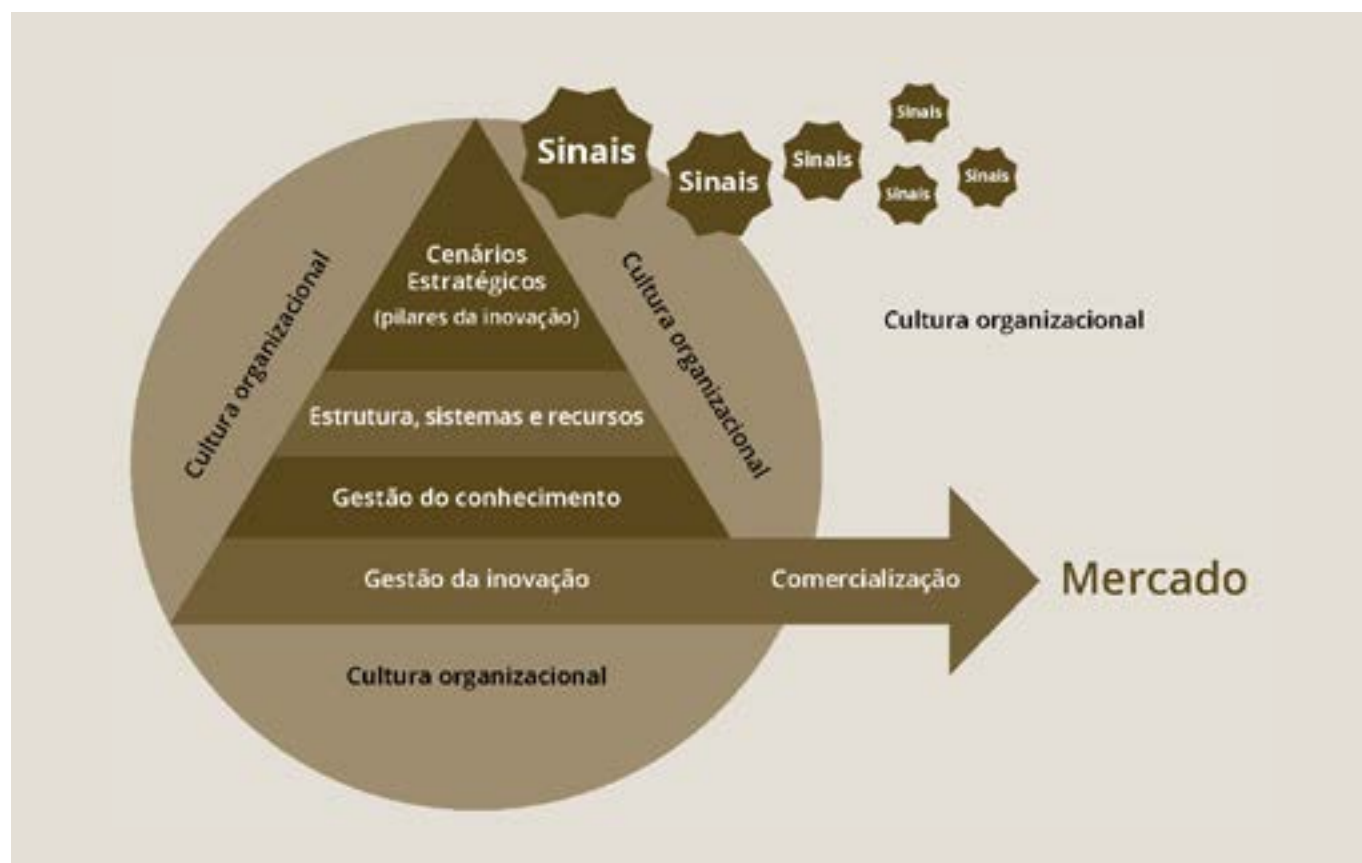 Sinais
Sinais
Sinais
Sinais
Sinais
Sinais
Cenários
Estratégicos
(pilares da inovação)
Cultura organizacional
Cultura organizacional
Cultura organizacional
Estrutura, sistemas e recursos
Gestão do conhecimento
Gestão da inovação
Comercialização
Mercado
Cultura organizacional